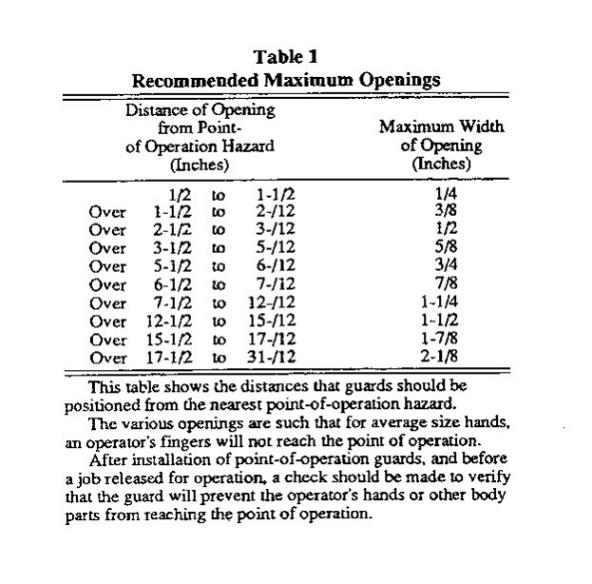 Table 1
Recommended Maximum Openings
Distance of Opening
from Point-
of Operation Hazard
(Inches)
Maximum Width
of Opening
(Inches)
1/2 to 1-1/2 1/4
Over 1-1/2 to 2-/12 3/8
Over 2-1/2 to 3-/12 1/2
Over 3-1/2 to 5-/12 5/8
Over 5-1/2 to 6-/12 3/4
Over 6-1/2 to 7-/12 7/8
Over 7-1/2 to 12-/12 1-1/4
Over 12-1/2 to 15-/12 1-1/2
Over 15-1/2 to 17-/12 1-7/8
Over 17-1/2 to 31-/12 2-1/8
This table shows the distances that guards should be
positioned from the nearest point-of-operation hazard.
The various openings are such that for average size hands,
an operator's fingers will not reach the point of operation.
After installation of point-of-operation guards, and before
a job released for operation, a check should be made to verify
that the guard will prevent the operator's hands or other body
parts from reaching the point of operation.